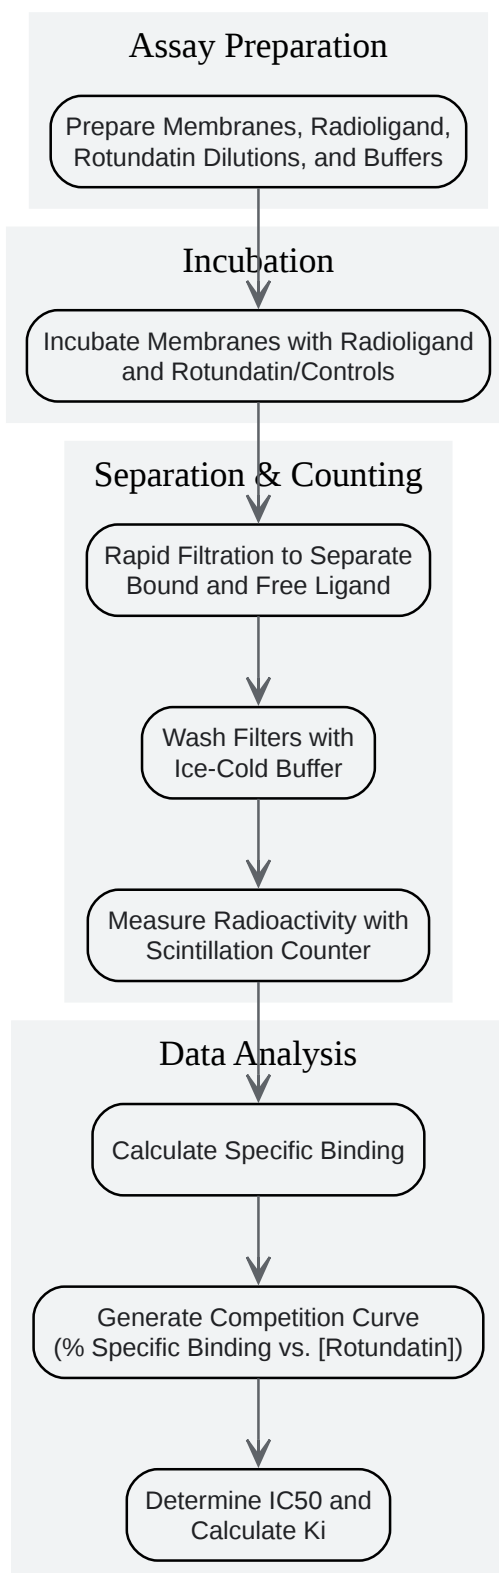 Assay Preparation
Prepare Membranes, Radioligand,
Rotundatin Dilutions, and Buffers
Incubation
Incubate Membranes with Radioligand
and Rotundatin/Controls
Separation & Counting
Rapid Filtration to Separate
Bound and Free Ligand
Wash Filters with
Ice-Cold Buffer
Measure Radioactivity with
Scintillation Counter
Data Analysis
Calculate Specific Binding
Generate Competition Curve
(% Specific Binding vs. [Rotundatin])
Determine IC50 and
Calculate Ki